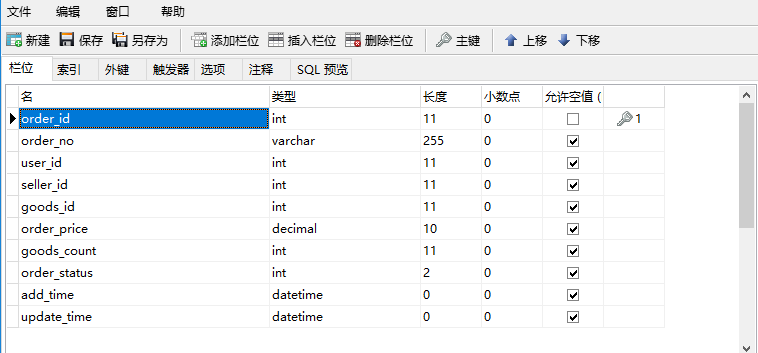 文件 编辑 窗口 帮助
新建 保存 另存为 添加栏位 插入栏位 删除栏位 主键 上移 下移
栏位 索引 外键 触发器 选项 注释 SQL 预览
名 类型 长度 小数点 允许空值 (
order_id int 11 0 1
order_no varchar 255 0
user_id int 11 0
seller_id int 11 0
goods_id int 11 0
order_price decimal 10 0
goods_count int 11 0
order_status int 2 0
add_time datetime 0 0
update_time datetime 0 0